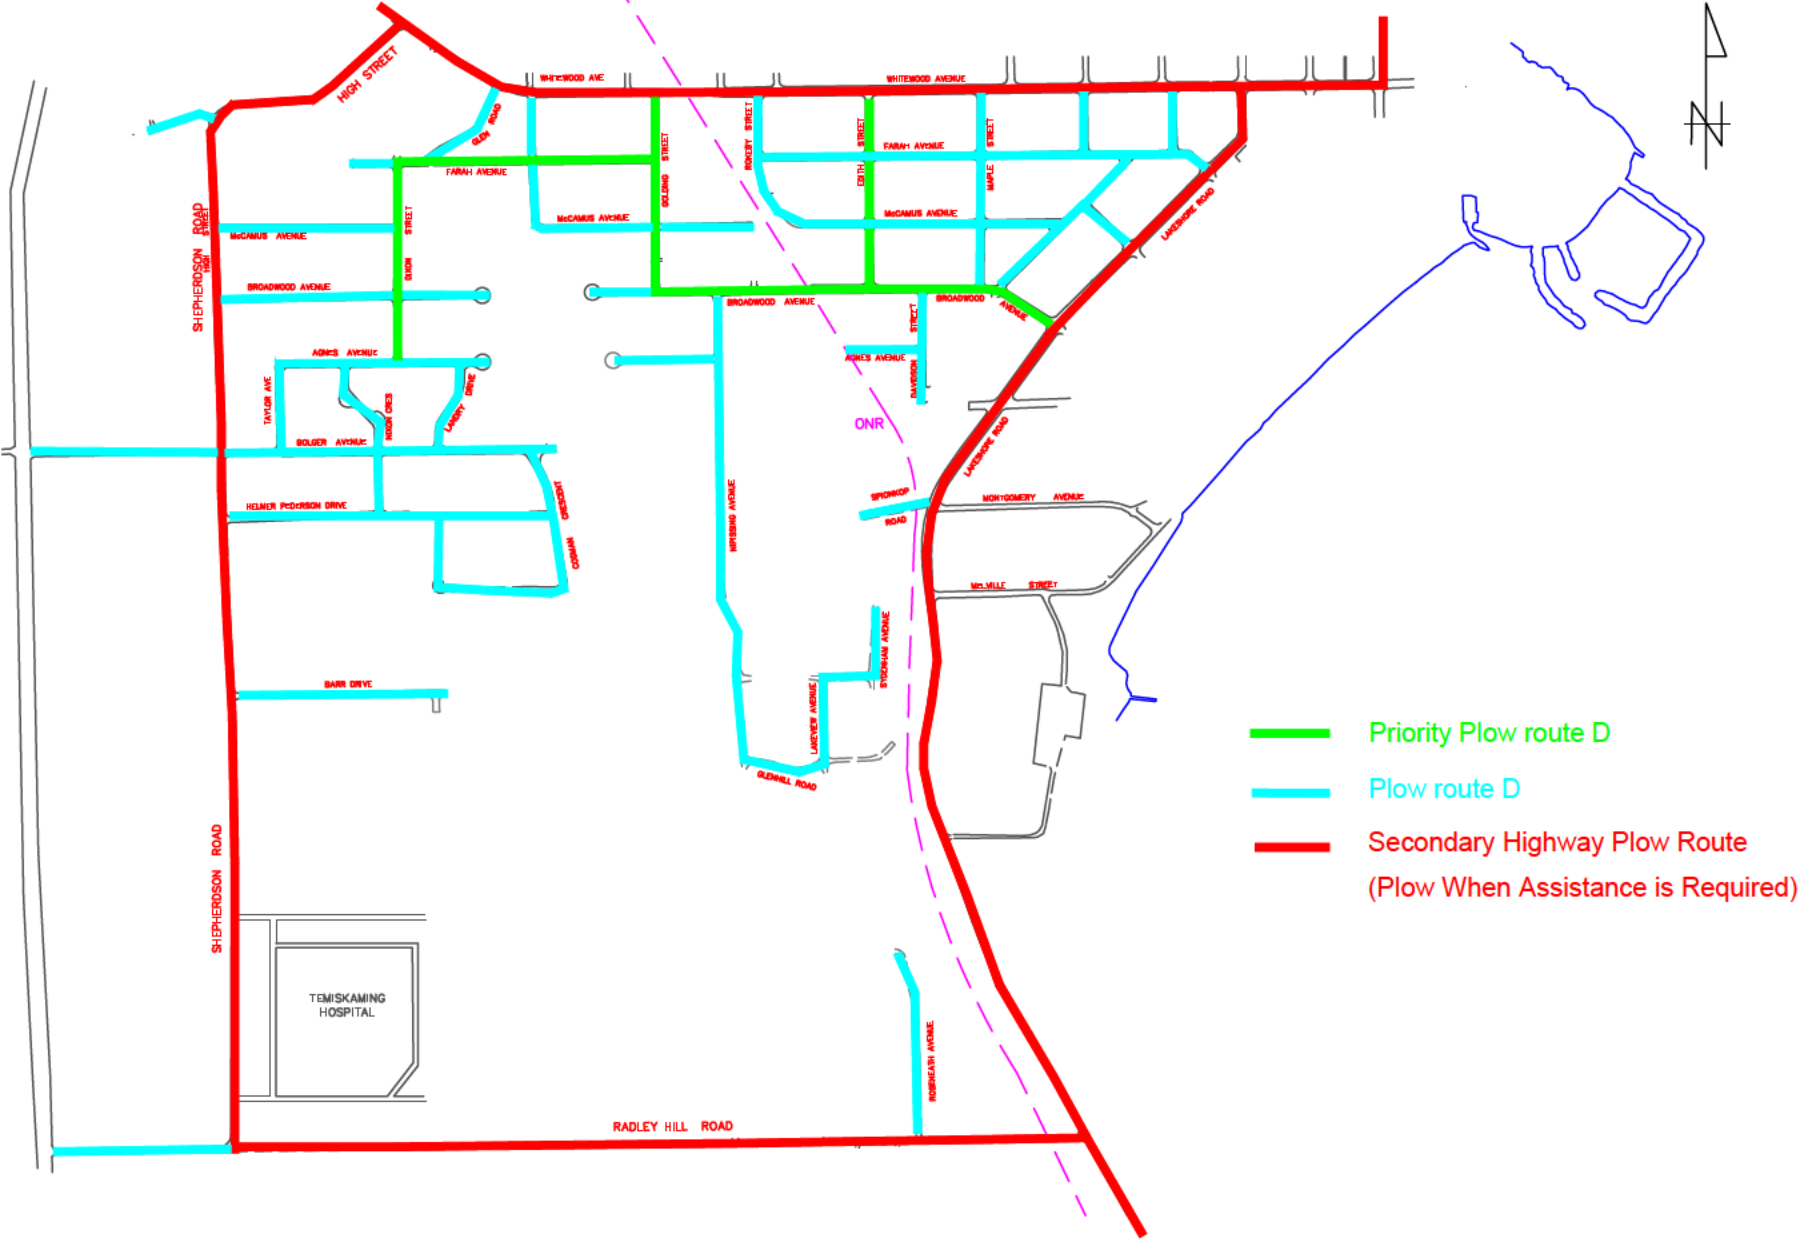 WHITEWOOD AVE
WHITEWOOD AVENUE
HIGH STREET
GLEN ROAD
FARAH AVENUE
GOLDING STREET
ROKEBY STREET
EDITH STREET
FARAH AVENUE
MAPLE STREET
LAKESHORE ROAD
SHEPHERDSON ROAD
HIGH STREET
McCAMUS AVENUE
DIXON STREET
McCAMUS AVENUE
McCAMUS AVENUE
BROADWOOD AVENUE
BROADWOOD AVENUE
BROADWOOD AVENUE
AGNES AVENUE
AGNES AVENUE
DAVIDSON STREET
TAYLOR AVE
NIXON CRES
LANDRY DRIVE
ONR
BOLGER AVENUE
LAKESHORE ROAD
HELMER PEDERSON DRIVE
COSMAN CRESCENT
NIPISSING AVENUE
SPIONKOP
ROAD
MONTGOMERY AVENUE
MELVILLE STREET
BARR DRIVE
SYDENHAM AVENUE
LAKEVIEW AVENUE
GLENHILL ROAD
SHEPHERDSON ROAD
TEMISKAMING
HOSPITAL
ROSENEATH AVENUE
RADLEY HILL ROAD
N
Priority Plow route D
Plow route D
Secondary Highway Plow Route
(Plow When Assistance is Required)